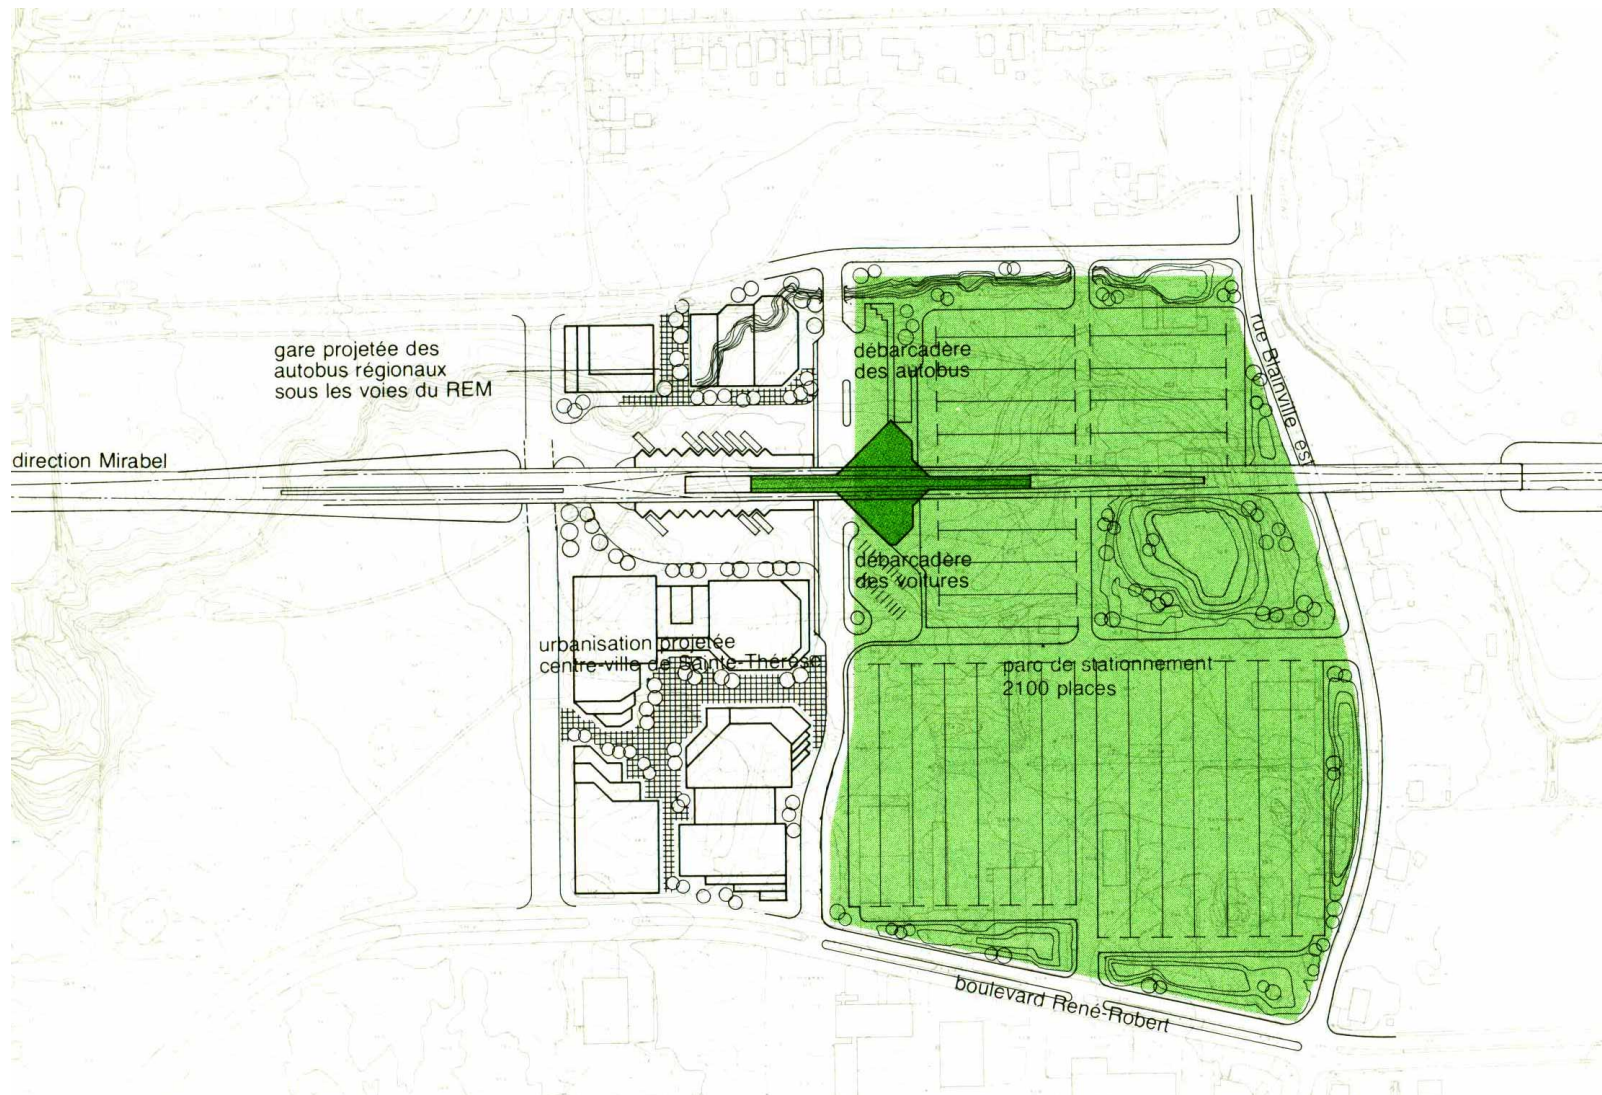 gare projetée des
autobus régionaux
sous les voies du REM
débarcadère
des autobus
rue Blainville est
direction Mirabel
débarcadère
des voitures
urbanisation projetée
centre-ville de Sainte-Thérèse
parc de stationnement
2100 places
boulevard René-Robert